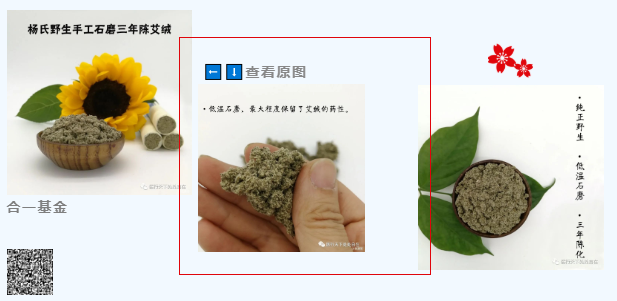 杨氏野生手工石磨三年陈艾绒
查看原图
·低温石磨，最大程度保留了艾绒的药性。
·纯正野生
·低温石磨
·三年陈化
合一基金